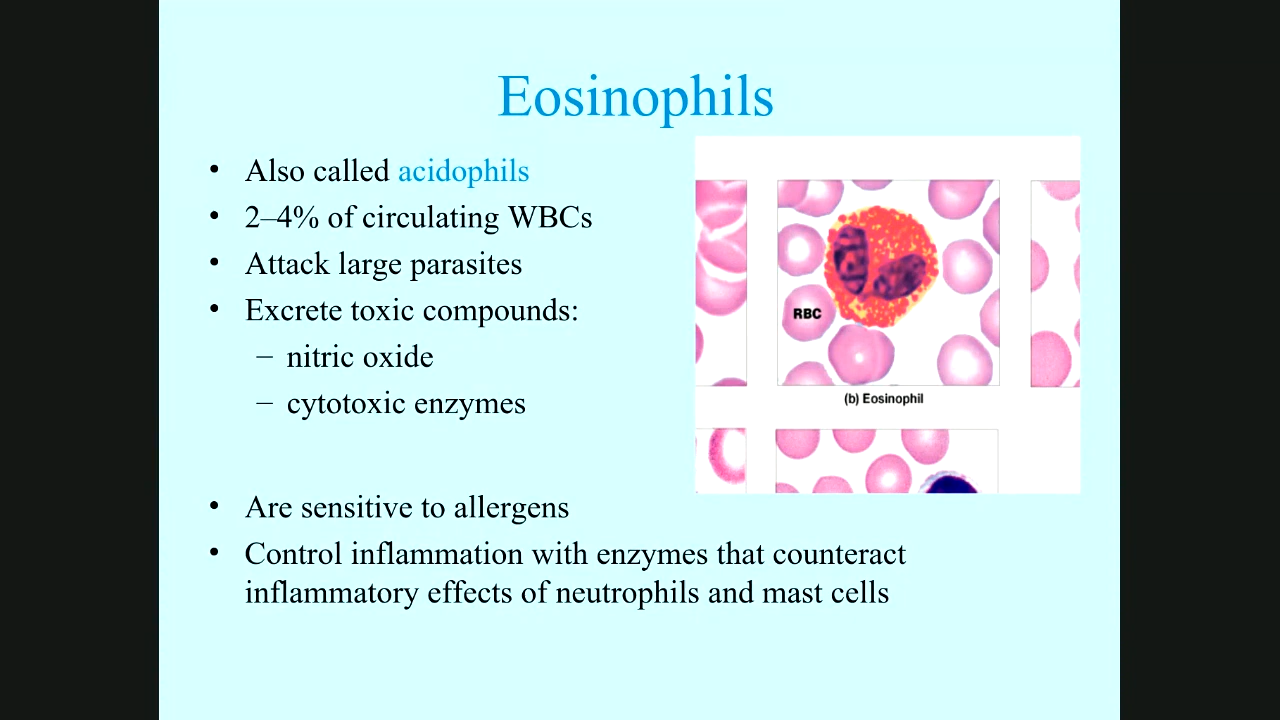 Eosinophils
• Also called acidophils
• 2–4% of circulating WBCs
• Attack large parasites
• Excrete toxic compounds:
– nitric oxide
– cytotoxic enzymes
RBC
(b) Eosinophil
• Are sensitive to allergens
• Control inflammation with enzymes that counteract
inflammatory effects of neutrophils and mast cells